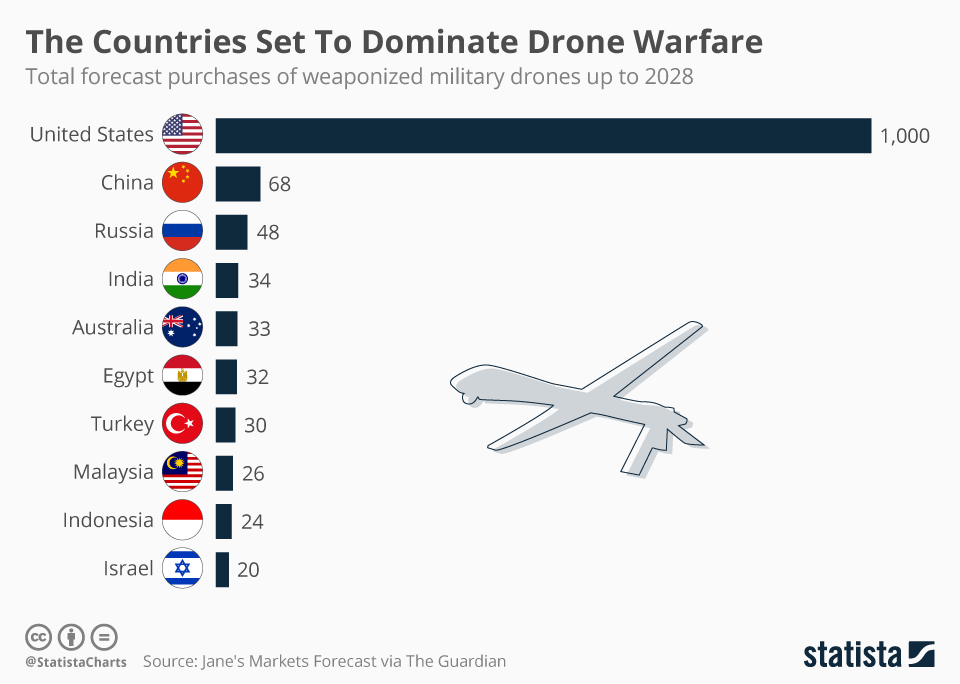 The Countries Set To Dominate Drone Warfare
Total forecast purchases of weaponized military drones up to 2028
United States 1,000
China 68
Russia 48
India 34
Australia 33
Egypt 32
Turkey 30
Malaysia 26
Indonesia 24
Israel 20
cc
@StatistaCharts Source: Jane's Markets Forecast via The Guardian
statista